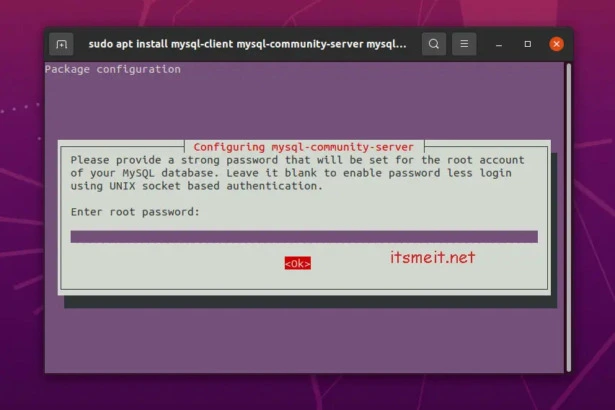 sudo apt install mysql-client mysql-community-server mysql...
Package configuration
Configuring mysql-community-server
Please provide a strong password that will be set for the root account
of your MySQL database. Leave it blank to enable password less login
using UNIX socket based authentication.
Enter root password:
<Ok>
itsmeit.net